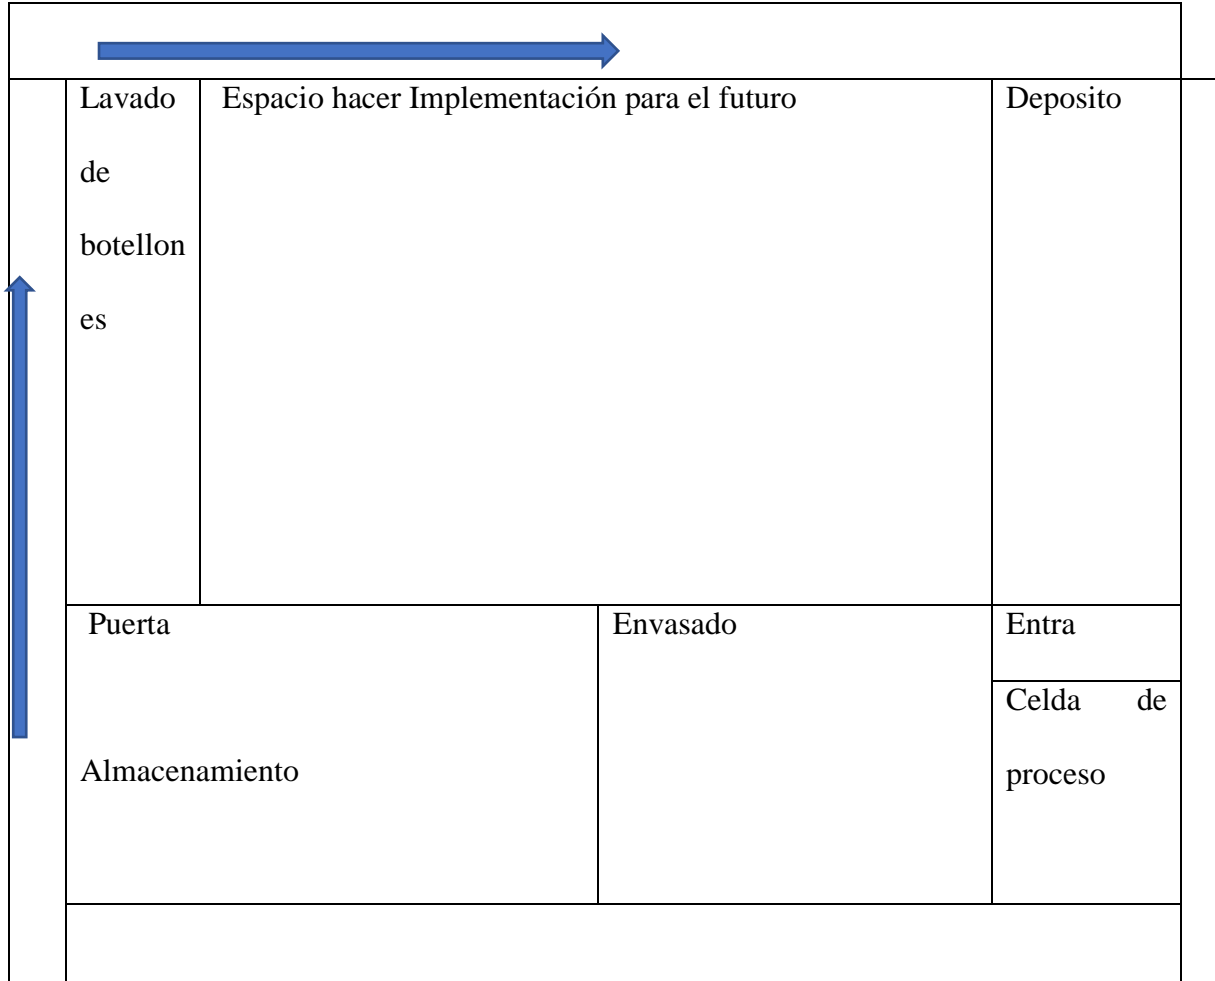 Lavado
de
botellon
es
Espacio hacer Implementación para el futuro
Deposito
Puerta
Almacenamiento
Envasado
Entra
Celda de
proceso